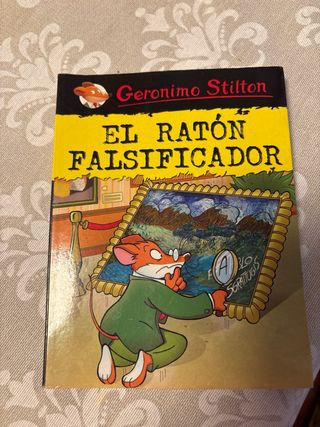 Geronimo Stilton
EL RATÓN
FALSIFICADOR